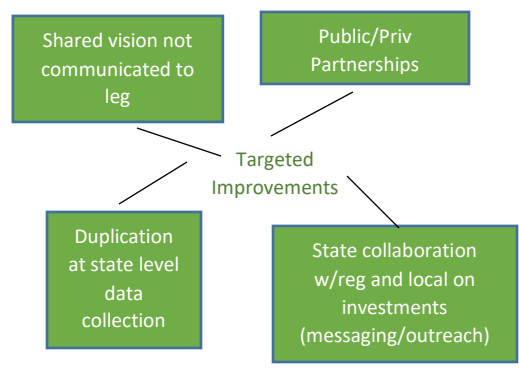 Shared vision not
communicated to
leg
Public/Priv
Partnerships
Targeted
Improvements
Duplication
at state level
data
collection
State collaboration
w/reg and local on
investments
(messaging/outreach)